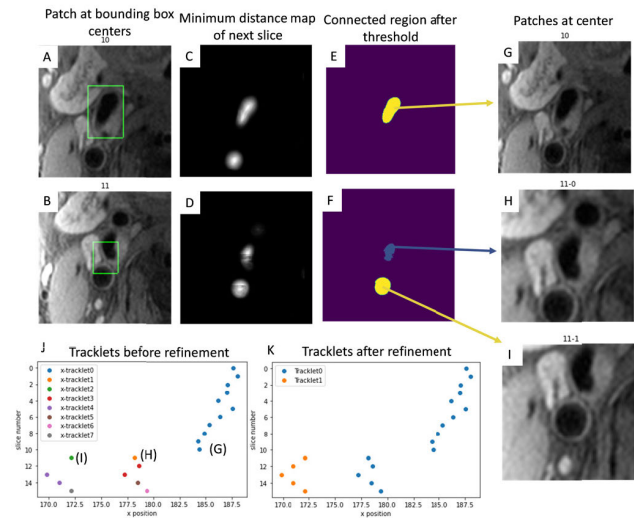 Patch at bounding box
centers
Minimum distance map
of next slice
Connected region after
threshold
Patches at center
10
A
C
E
G
10
11
B
D
F
H
11-0
I
11-1
J
Tracklets before refinement
x-tracklet0
x-tracklet1
x-tracklet2
x-tracklet3
x-tracklet4
x-tracklet5
x-tracklet6
x-tracklet7
(I)
(H)
(G)
slice number
0
2
4
6
8
10
12
14
170.0 172.5 175.0 177.5 180.0 182.5 185.0 187.5
x position
K
Tracklets after refinement
Tracklet0
Tracklet1
slice number
0
2
4
6
8
10
12
14
170.0 172.5 175.0 177.5 180.0 182.5 185.0 187.5
x position